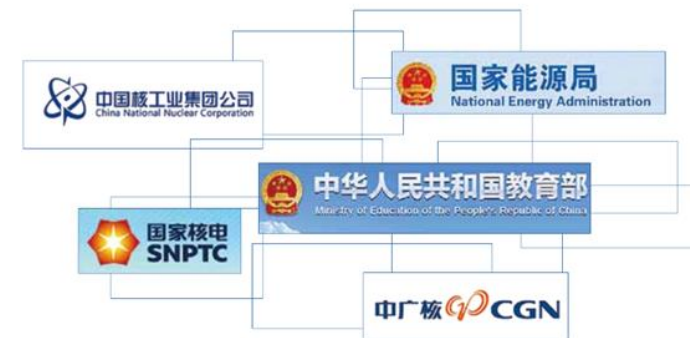 中国核工业集团公司
China National Nuclear Corporation
国家能源局
National Energy Administration
中华人民共和国教育部
Ministry of Education of the People's Republic of China
国家核电
SNPTC
中广核 CGN